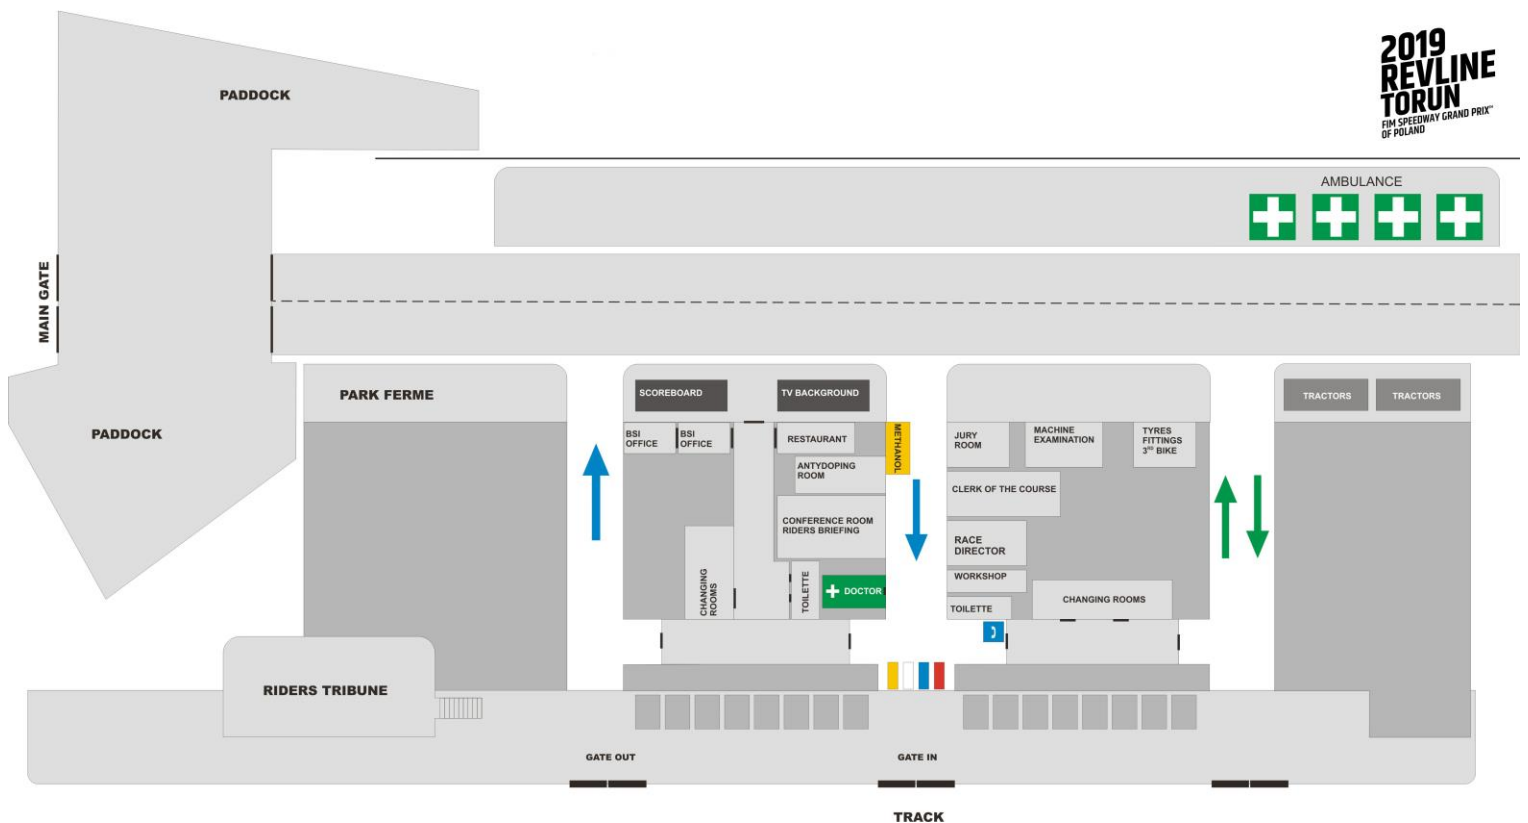 2019
REVLINE
TORUN
FIM SPEEDWAY GRAND PRIX™
OF POLAND
PADDOCK
AMBULANCE
MAIN GATE
PARK FERME
PADDOCK
SCOREBOARD
TV BACKGROUND
TRACTORS
TRACTORS
BSI
OFFICE
BSI
OFFICE
RESTAURANT
METHANOL
JURY
ROOM
MACHINE
EXAMINATION
TYRES
FITTINGS
3RD BIKE
ANTYDOPING
ROOM
CLERK OF THE COURSE
CONFERENCE ROOM
RIDERS BRIEFING
RACE
DIRECTOR
CHANGING
ROOMS
TOILETTE
DOCTOR
WORKSHOP
TOILETTE
CHANGING ROOMS
RIDERS TRIBUNE
GATE OUT
GATE IN
TRACK